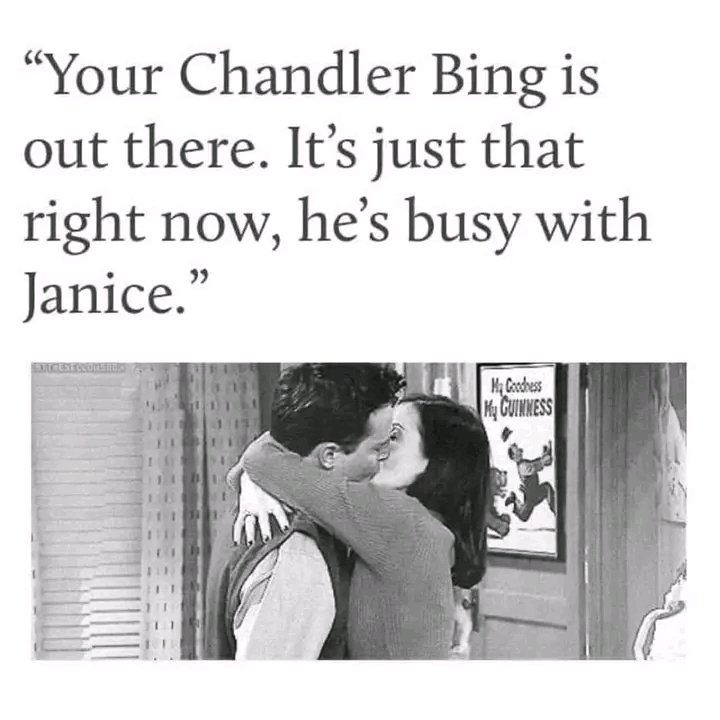 “Your Chandler Bing is
out there. It’s just that
right now, he’s busy with
Janice.”
My Goodness
My GUINNESS